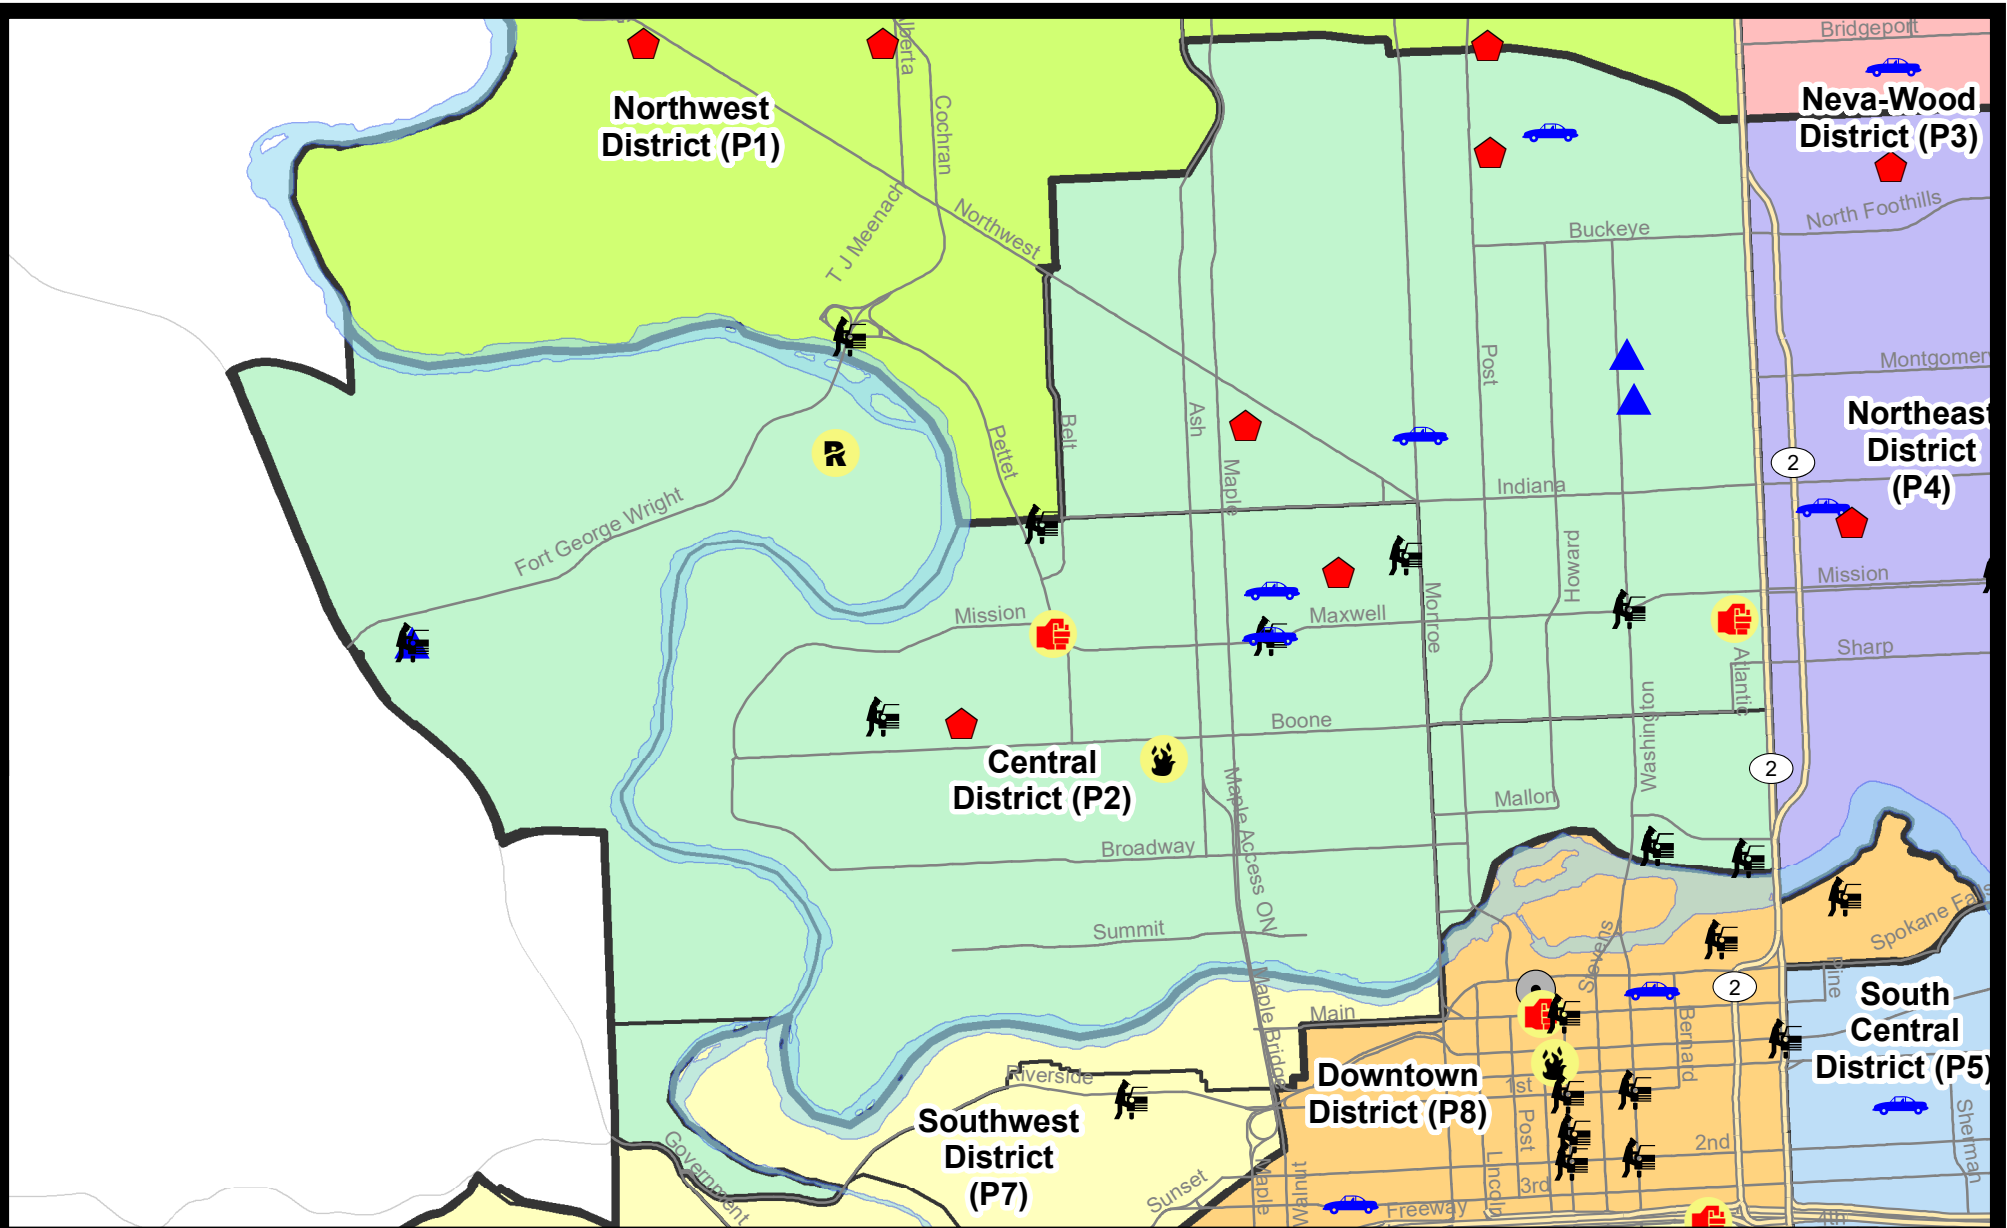 Bridgeport
Alberta
Northwest
District (P1)
Cochran
Neva-Wood
District (P3)
T J Meenach
Northwest
North Foothills
Buckeye
Post
Montgomery
Ash
Belt
Pettet
Northeast
District
(P4)
2
Maple
Indiana
Fort George Wright
Howard
Mission
Mission
Maxwell
Monroe
Sharp
Atlantic
Boone
Washington
Central
District (P2)
2
Maple Access ON
Mallon
Broadway
Summit
Spokane Fa
Stevens
Pine
2
Maple Bridge
Main
Bernard
South
Central
District (P5)
Riverside
Downtown
District (P8)
1st
Post
Southwest
District
(P7)
Government
Sherman
2nd
Lincoln
3rd
Sunset
Maple
Walnut
Freeway
4th
R